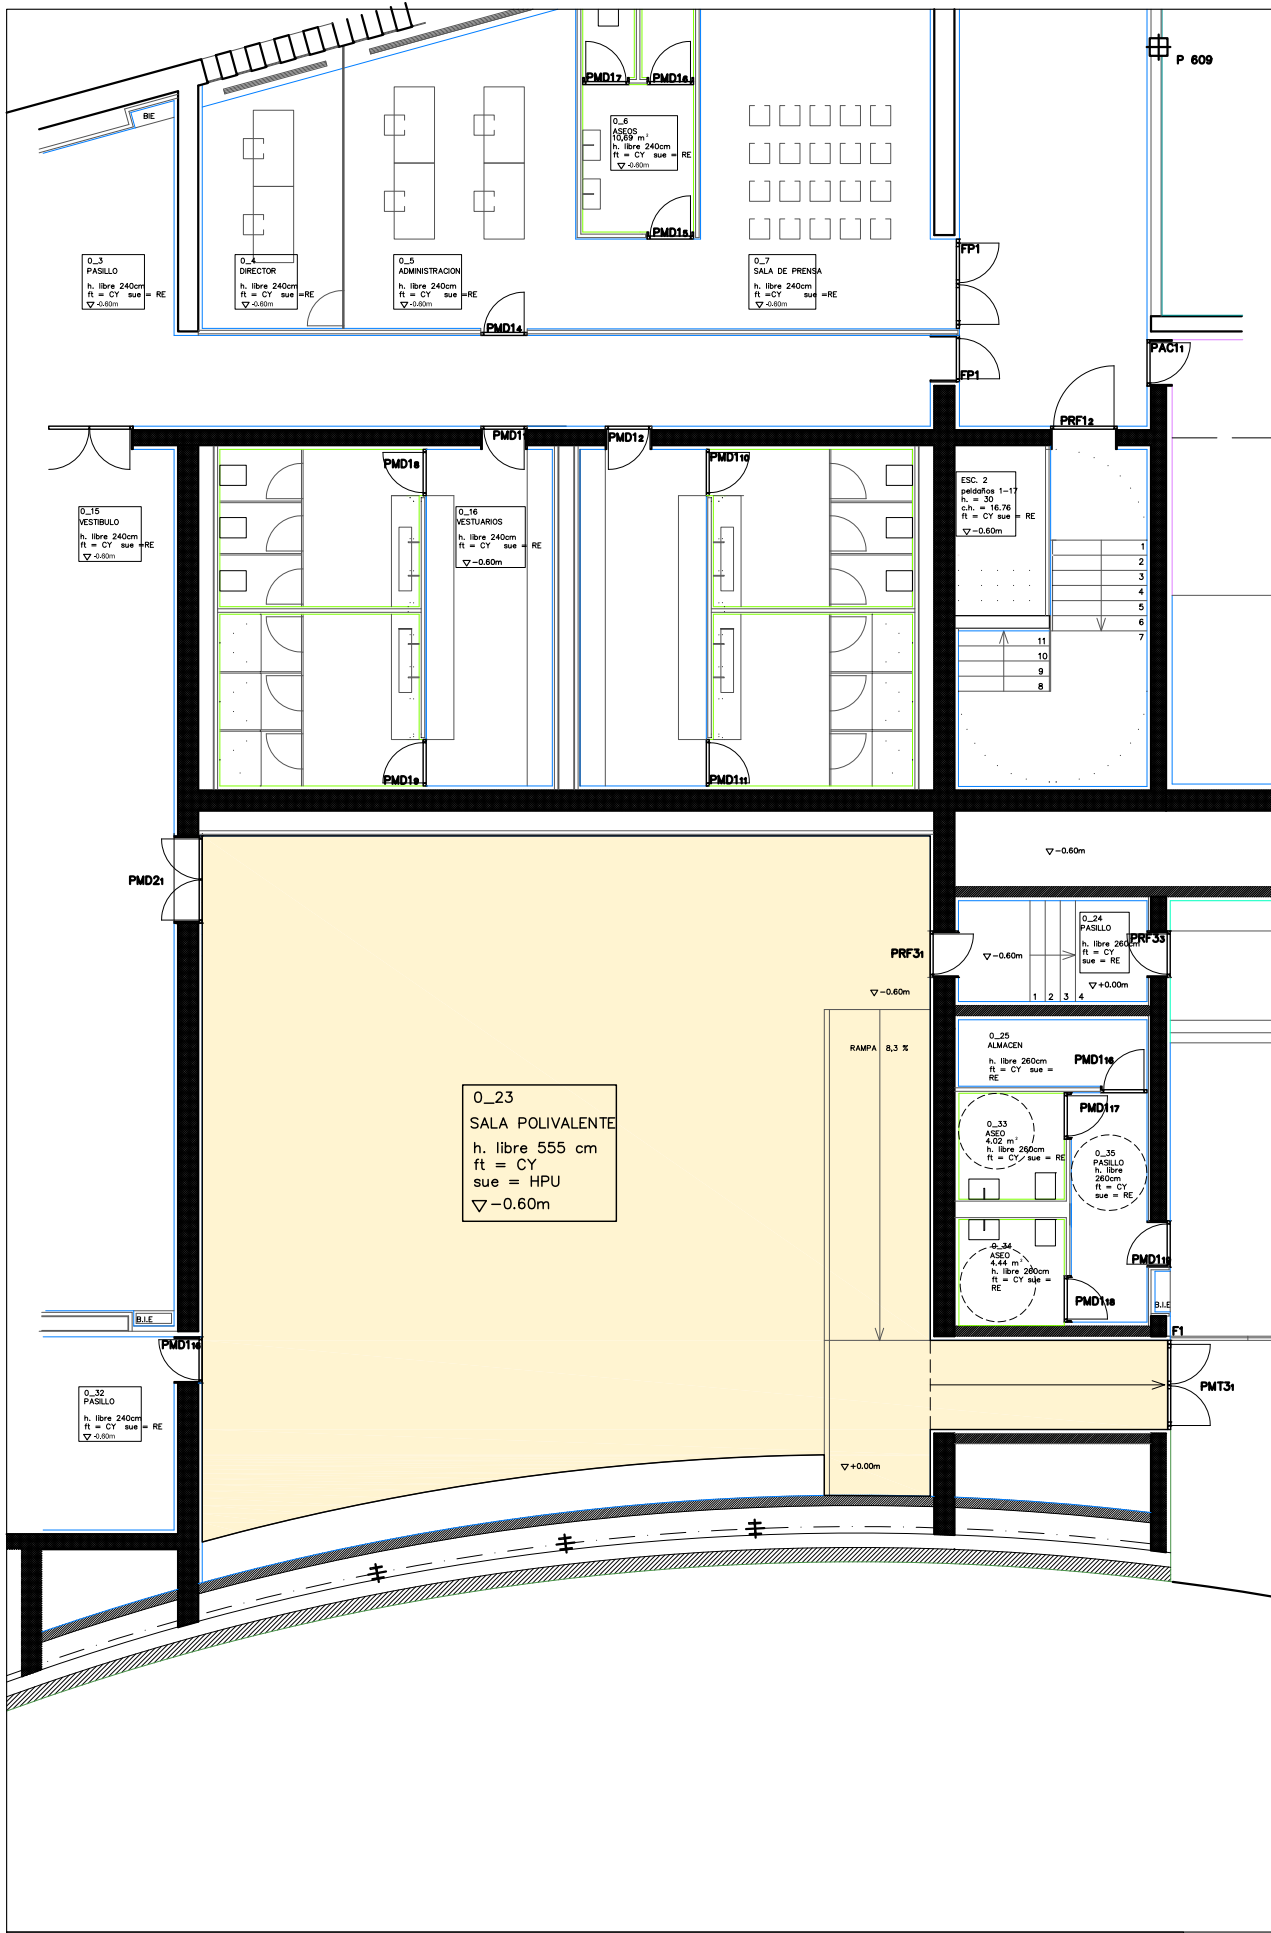 P 609
BIE
PMD17
PMD16
0_6
ASEOS
10,69 m²
h. libre 240cm
ft = CY sue = RE
-0.60m
PMD15
0_3
PASILLO
h. libre 240cm
ft = CY sue = RE
-0.60m
0_4
DIRECTOR
h. libre 240cm
ft = CY sue =RE
-0.60m
0_5
ADMINISTRACION
h. libre 240cm
ft = CY sue =RE
-0.60m
0_7
SALA DE PRENSA
h. libre 240cm
ft =CY sue =RE
-0.60m
FP1
PMD14
FP1
PAC11
PRF12
PMD1
PMD12
PMD18
PMD110
ESC. 2
peldaños 1-17
h. = 30
c.h. = 16.76
ft = CY sue = RE
-0.60m
0_15
VESTIBULO
h. libre 240cm
ft = CY sue =RE
-0.60m
0_16
VESTUARIOS
h. libre 240cm
ft = CY sue = RE
-0.60m
1
2
3
4
5
6
7
11
10
9
8
PMD19
PMD111
-0.60m
PMD21
PRF31
-0.60m
0_24
PASILLO
h. libre 260cm
ft = CY
sue = RE
PRF33
+0.00m
1 2 3 4
-0.60m
RAMPA 8,3 %
0_25
ALMACEN
h. libre 260cm
ft = CY sue =
RE
PMD116
PMD117
0_23
SALA POLIVALENTE
h. libre 555 cm
ft = CY
sue = HPU
-0.60m
0_33
ASEO
4.02 m²
h. libre 260cm
ft = CY sue = RE
0_35
PASILLO
h. libre
260cm
ft = CY
sue = RE
0_34
ASEO
4.44 m²
h. libre 260cm
ft = CY sue =
RE
PMD118
B.I.E
B.I.E
F1
PMD116
PMT31
0_32
PASILLO
h. libre 240cm
ft = CY sue = RE
-0.60m
+0.00m